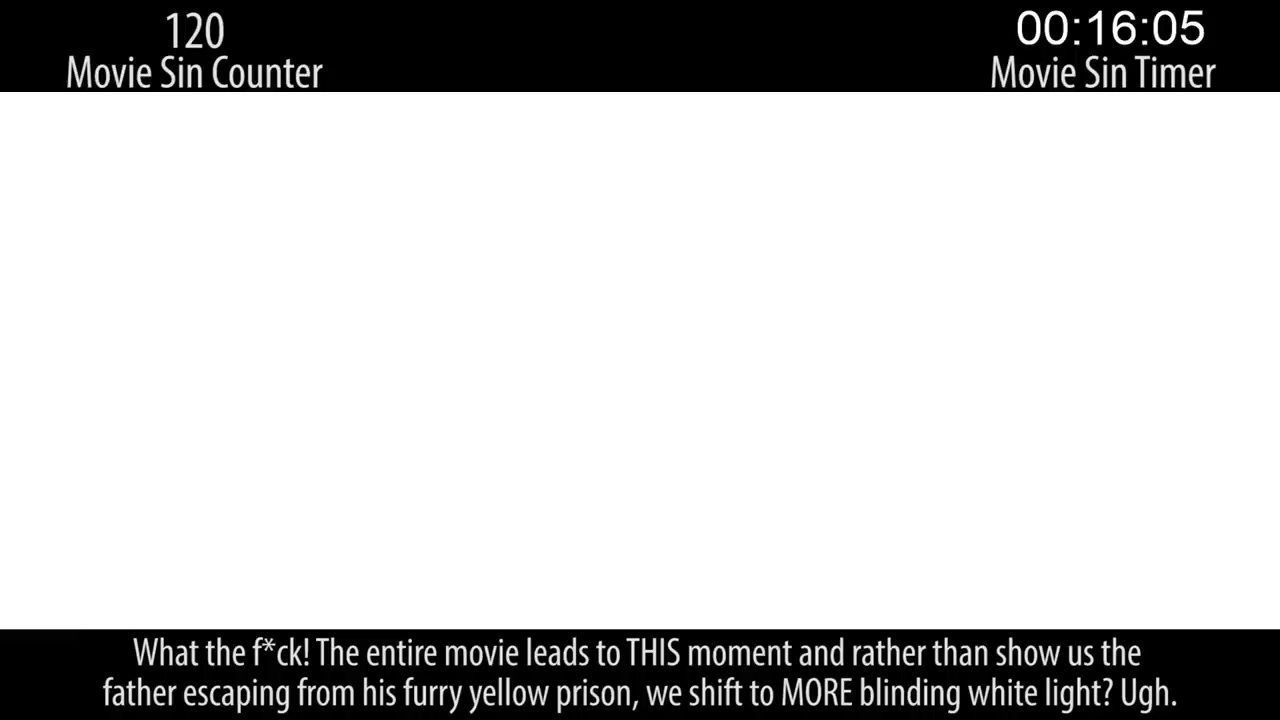 120
Movie Sin Counter
00:16:05
Movie Sin Timer
What the f*ck! The entire movie leads to THIS moment and rather than show us the
father escaping from his furry yellow prison, we shift to MORE blinding white light? Ugh.